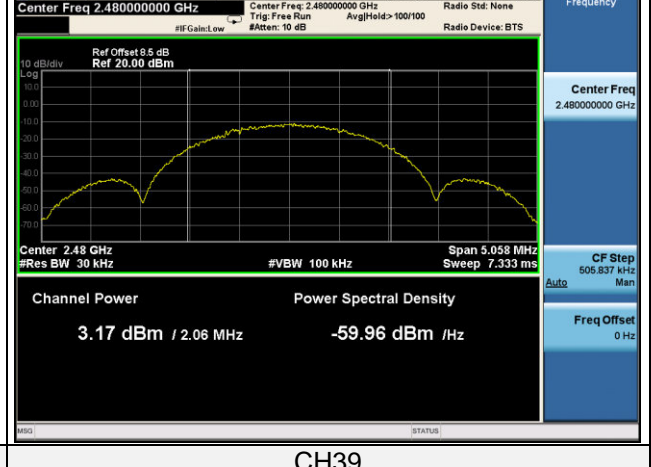 Center Freq 2.480000000 GHz
Center Freq: 2.480000000 GHz
Radio Std: None
Frequency
Trig: Free Run
Avg|Hold:> 100/100
#IFGain:Low
#Atten: 10 dB
Radio Device: BTS
Ref Offset 8.5 dB
10 dB/div
Ref 20.00 dBm
Log
10.0
0.00
-10.0
-20.0
-30.0
-40.0
-50.0
-60.0
-70.0
Center Freq
2.480000000 GHz
Center 2.48 GHz
Span 5.058 MHz
#Res BW 30 kHz
#VBW 100 kHz
Sweep 7.333 ms
CF Step
505.837 kHz
Auto Man
Channel Power
Power Spectral Density
3.17 dBm / 2.06 MHz
-59.96 dBm /Hz
Freq Offset
0 Hz
MSG
STATUS
CH39